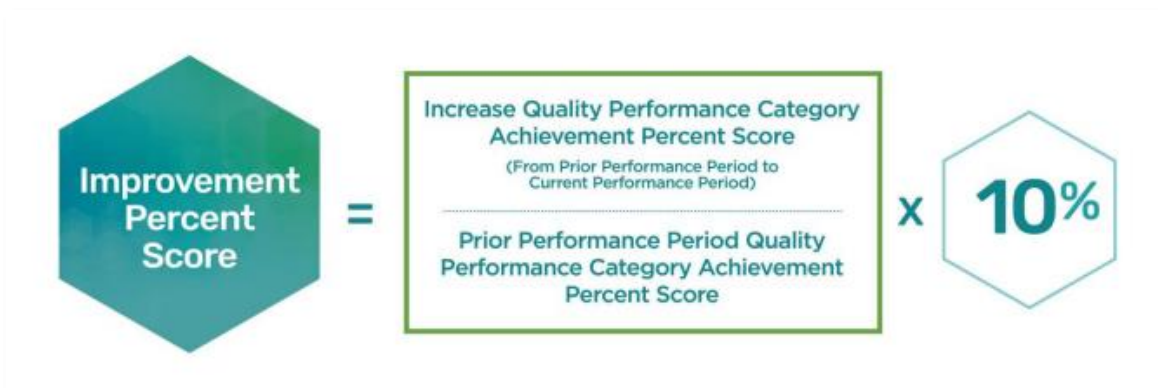 Improvement
Percent
Score
=
Increase Quality Performance Category
Achievement Percent Score
(From Prior Performance Period to
Current Performance Period)
Prior Performance Period Quality
Performance Category Achievement
Percent Score
x
10%